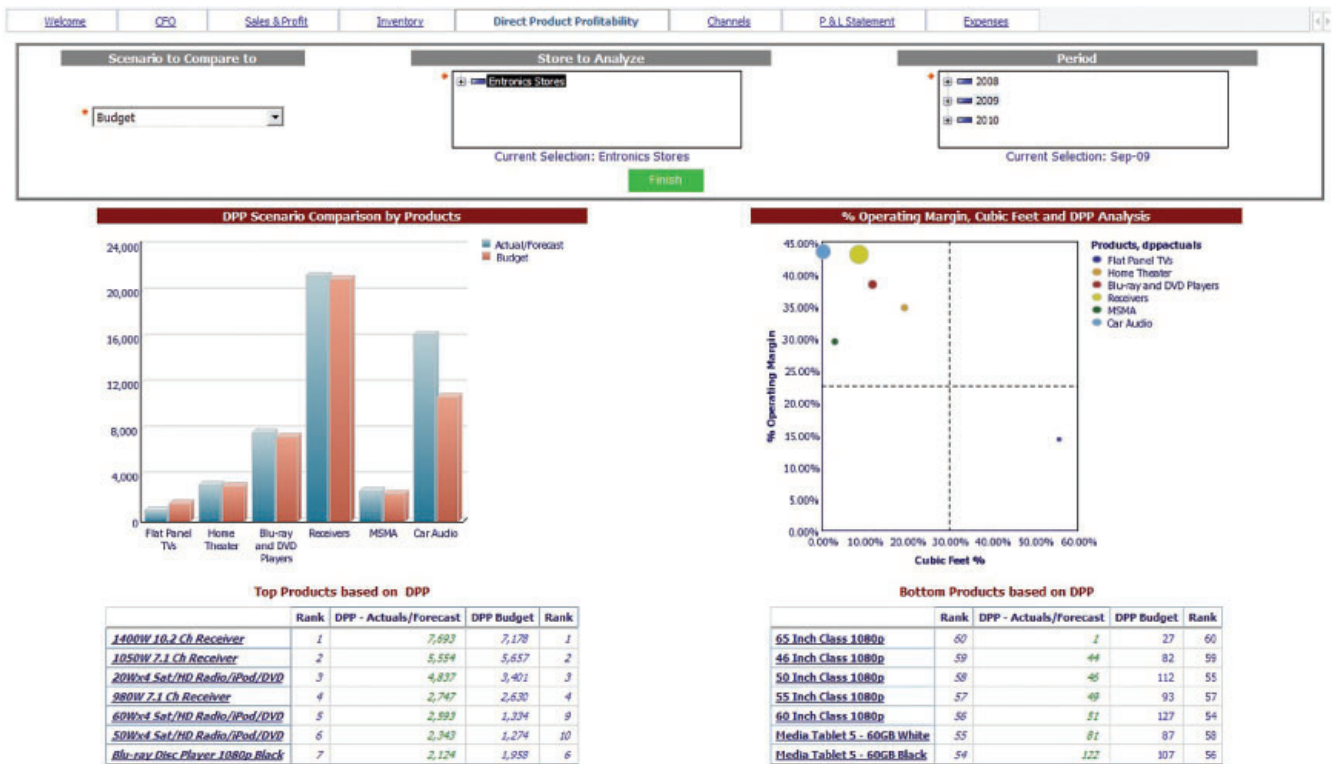 Welcome CFO Sales & Profit Inventory Direct Product Profitability Channels P & L Statement Expenses
Scenario to Compare to
Budget
Store to Analyze
Entronics Stores
Current Selection: Entronics Stores
Period
2008
2009
2010
Current Selection: Sep-09
Finish
DPP Scenario Comparison by Products
24,000
20,000
16,000
12,000
8,000
4,000
0
Flat Panel TVs
Home Theater
Blu-ray and DVD Players
Receivers
MSMA
Car Audio
Actual/Forecast
Budget
% Operating Margin, Cubic Feet and DPP Analysis
% Operating Margin
45.00%
40.00%
35.00%
30.00%
25.00%
20.00%
15.00%
10.00%
5.00%
0.00%
0.00% 10.00% 20.00% 30.00% 40.00% 50.00% 60.00%
Cubic Feet %
Products, dppactuals
Flat Panel TVs
Home Theater
Blu-ray and DVD Players
Receivers
MSMA
Car Audio
Top Products based on DPP
Rank DPP - Actuals/Forecast DPP Budget Rank
1400W 10.2 Ch Receiver 1 7,693 7,178 1
1050W 7.1 Ch Receiver 2 5,554 5,657 2
20Wx4 Sat/HD Radio/iPod/DVD 3 4,837 3,401 3
980W 7.1 Ch Receiver 4 2,747 2,630 4
60Wx4 Sat/HD Radio/iPod/DVD 5 2,593 1,334 9
50Wx4 Sat/HD Radio/iPod/DVD 6 2,343 1,274 10
Blu-ray Disc Player 1080p Black 7 2,124 1,958 6
Bottom Products based on DPP
Rank DPP - Actuals/Forecast DPP Budget Rank
65 Inch Class 1080p 60 1 27 60
46 Inch Class 1080p 59 44 82 59
50 Inch Class 1080p 58 46 112 55
55 Inch Class 1080p 57 49 93 57
60 Inch Class 1080p 56 51 127 54
Media Tablet 5 - 60GB White 55 81 87 58
Media Tablet 5 - 60GB Black 54 122 107 56